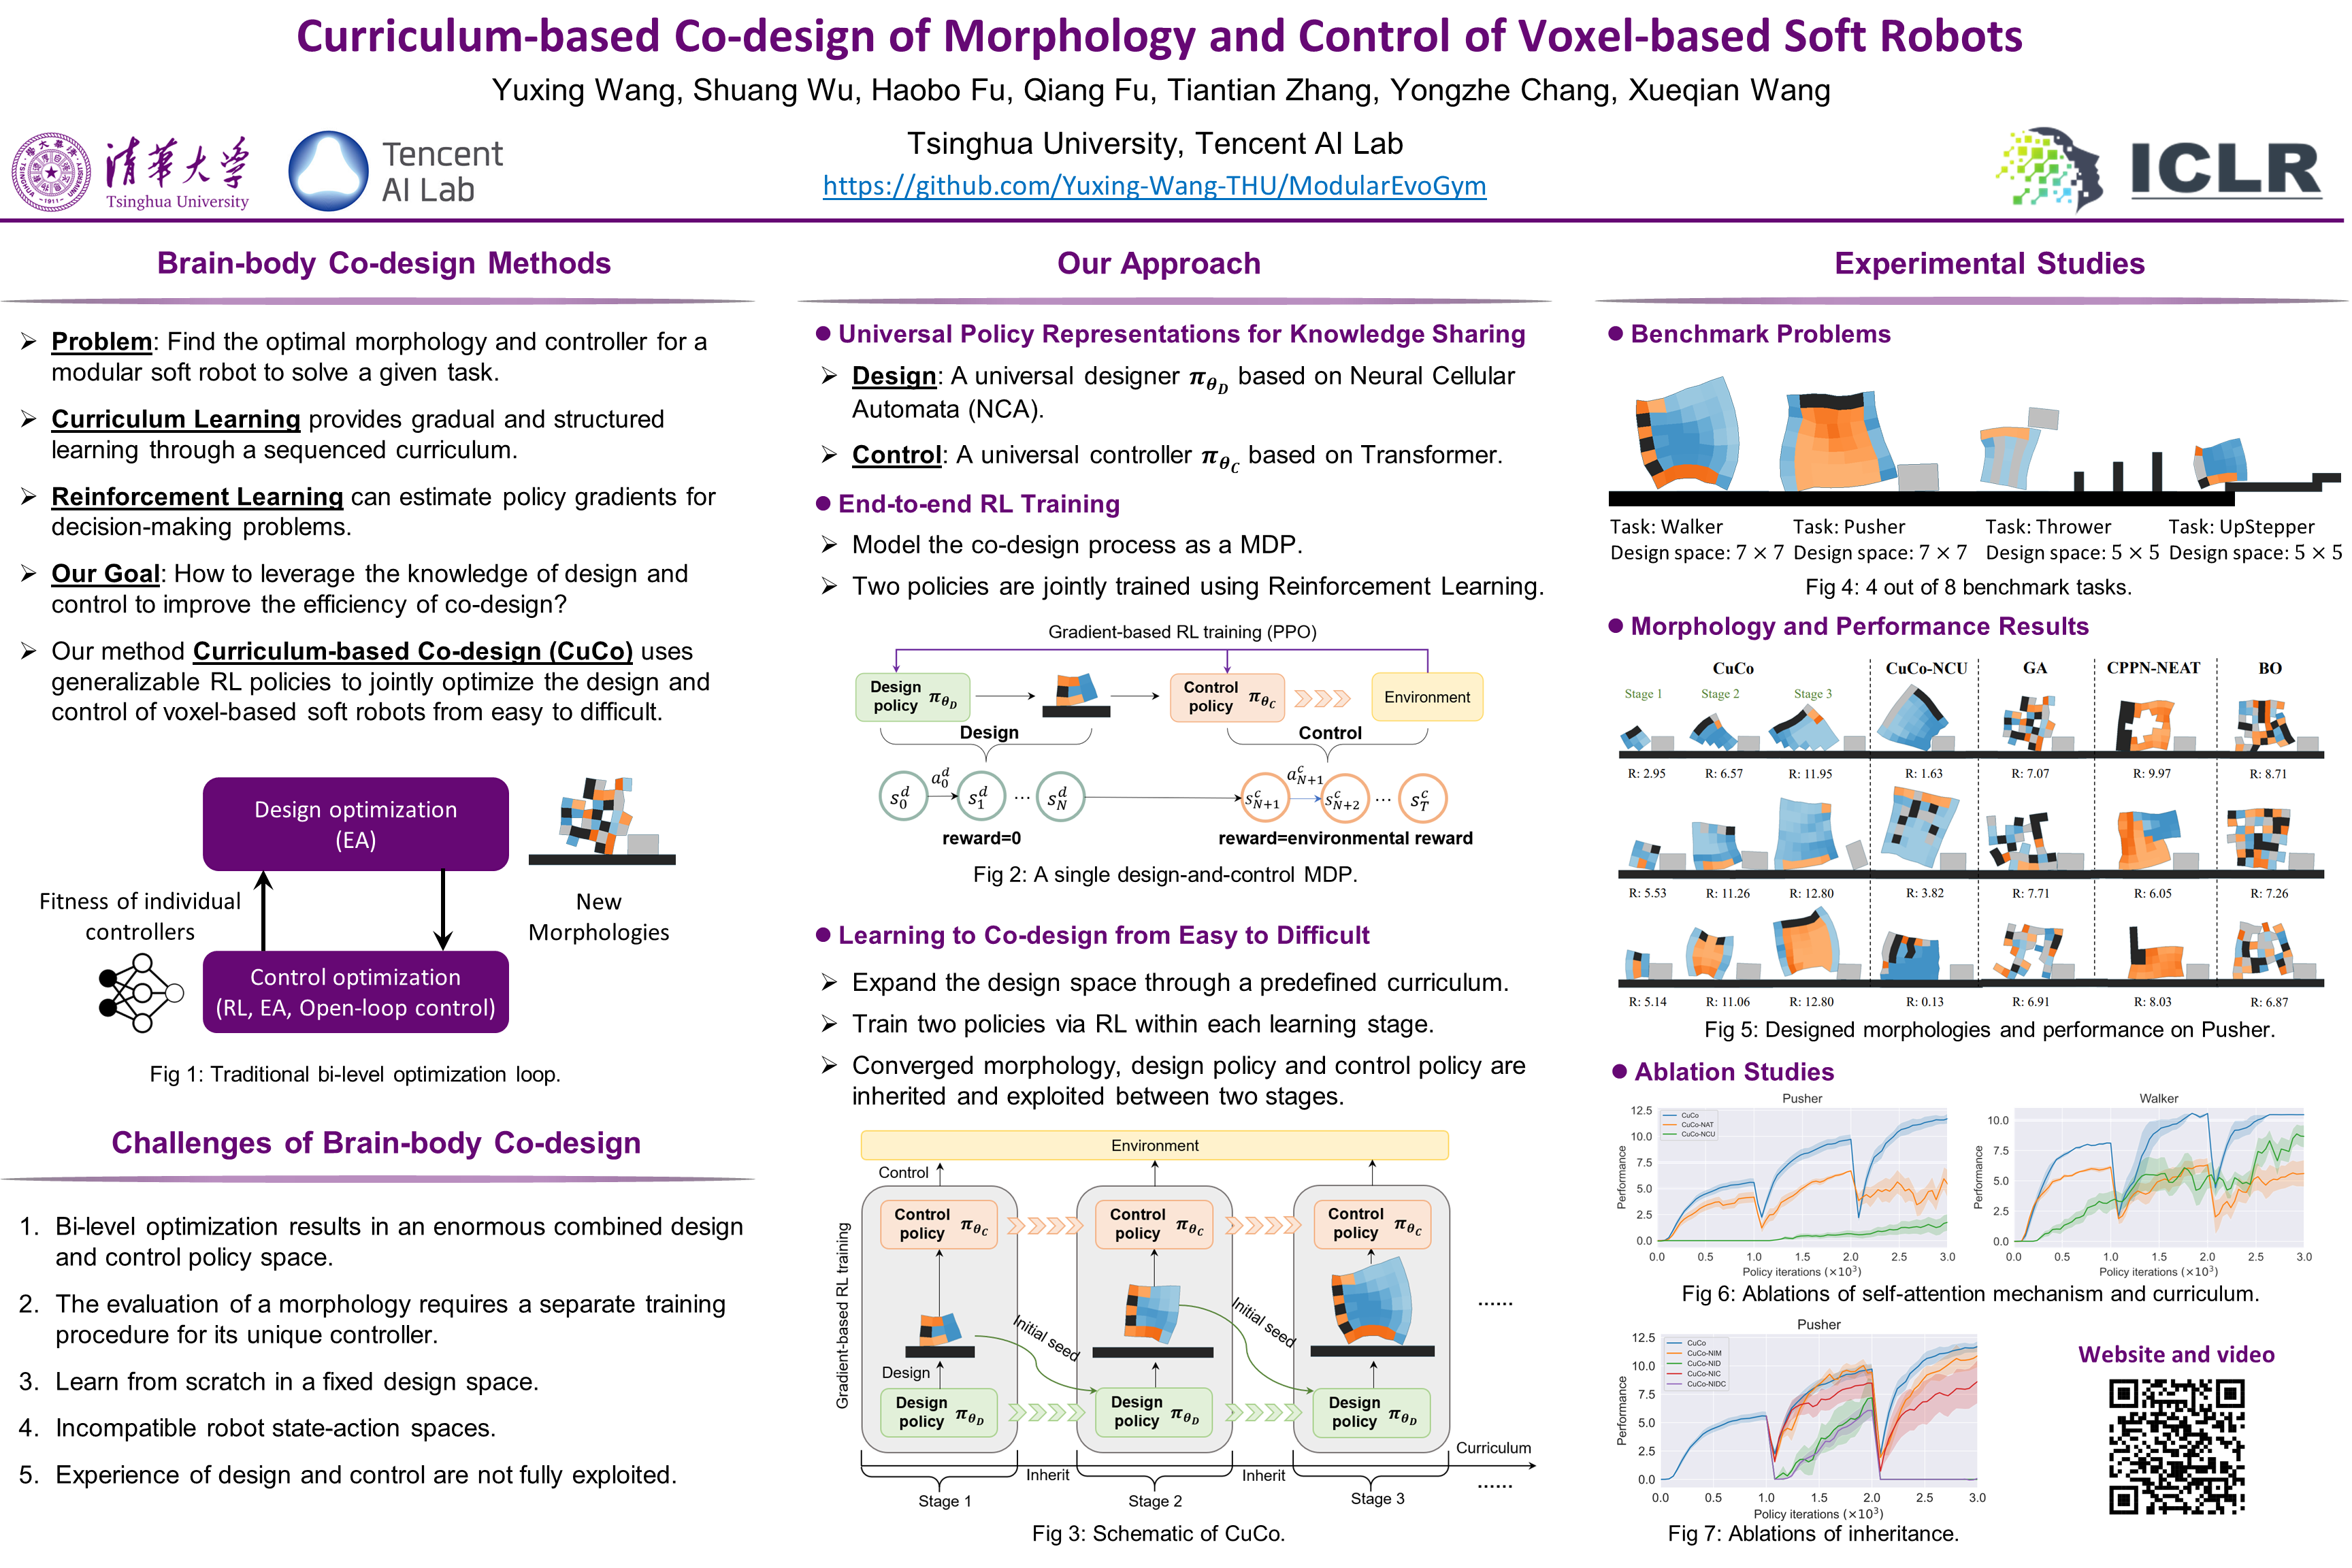 Curriculum-based Co-design of Morphology and Control of Voxel-based Soft Robots
Yuxing Wang, Shuang Wu, Haobo Fu, Qiang Fu, Tiantian Zhang, Yongzhe Chang, Xueqian Wang
清华大学
Tsinghua University
Tencent
AI Lab
Tsinghua University, Tencent AI Lab
https://github.com/Yuxing-Wang-THU/ModularEvoGym
ICLR
Brain-body Co-design Methods
➢ Problem: Find the optimal morphology and controller for a
modular soft robot to solve a given task.
➢ Curriculum Learning provides gradual and structured
learning through a sequenced curriculum.
➢ Reinforcement Learning can estimate policy gradients for
decision-making problems.
➢ Our Goal: How to leverage the knowledge of design and
control to improve the efficiency of co-design?
➢ Our method Curriculum-based Co-design (CuCo) uses
generalizable RL policies to jointly optimize the design and
control of voxel-based soft robots from easy to difficult.
Design optimization
(EA)
Fitness of individual
controllers
New
Morphologies
Control optimization
(RL, EA, Open-loop control)
Fig 1: Traditional bi-level optimization loop.
Challenges of Brain-body Co-design
1. Bi-level optimization results in an enormous combined design
and control policy space.
2. The evaluation of a morphology requires a separate training
procedure for its unique controller.
3. Learn from scratch in a fixed design space.
4. Incompatible robot state-action spaces.
5. Experience of design and control are not fully exploited.
Our Approach
● Universal Policy Representations for Knowledge Sharing
➢ Design: A universal designer π_θ_D based on Neural Cellular
Automata (NCA).
➢ Control: A universal controller π_θ_C based on Transformer.
● End-to-end RL Training
➢ Model the co-design process as a MDP.
➢ Two policies are jointly trained using Reinforcement Learning.
Gradient-based RL training (PPO)
Design
policy π_θ_D
Control
policy π_θ_C
Environment
Design
Control
s_0^d a_0^d s_1^d ... s_N^d s_{N+1}^c a_{N+1}^c s_{N+2}^c ... s_T^c
reward=0
reward=environmental reward
Fig 2: A single design-and-control MDP.
● Learning to Co-design from Easy to Difficult
➢ Expand the design space through a predefined curriculum.
➢ Train two policies via RL within each learning stage.
➢ Converged morphology, design policy and control policy are
inherited and exploited between two stages.
Environment
Control
Gradient-based RL training
Control
policy π_θ_C
Control
policy π_θ_C
Control
policy π_θ_C
Initial seed
Initial seed
......
Design
Design
policy π_θ_D
Design
policy π_θ_D
Design
policy π_θ_D
Curriculum
Inherit
Inherit
......
Stage 1
Stage 2
Stage 3
Fig 3: Schematic of CuCo.
Experimental Studies
● Benchmark Problems
Task: Walker
Design space: 7 × 7
Task: Pusher
Design space: 7 × 7
Task: Thrower
Design space: 5 × 5
Task: UpStepper
Design space: 5 × 5
Fig 4: 4 out of 8 benchmark tasks.
● Morphology and Performance Results
CuCo CuCo-NCU GA CPPN-NEAT BO
Stage 1 Stage 2 Stage 3
R: 2.95 R: 6.57 R: 11.95 R: 1.63 R: 7.07 R: 9.97 R: 8.71
R: 5.53 R: 11.26 R: 12.80 R: 3.82 R: 7.71 R: 6.05 R: 7.26
R: 5.14 R: 11.06 R: 12.80 R: 0.13 R: 6.91 R: 8.03 R: 6.87
Fig 5: Designed morphologies and performance on Pusher.
● Ablation Studies
Pusher
CuCo
CuCo-NAT
CuCo-NCU
Performance
12.5
10.0
7.5
5.0
2.5
0.0
0.0 0.5 1.0 1.5 2.0 2.5 3.0
Policy iterations (×10³)
Walker
Performance
10.0
7.5
5.0
2.5
0.0
0.0 0.5 1.0 1.5 2.0 2.5 3.0
Policy iterations (×10³)
Fig 6: Ablations of self-attention mechanism and curriculum.
Pusher
CuCo
CuCo-NIM
CuCo-NID
CuCo-NIC
CuCo-NIDC
Performance
12.5
10.0
7.5
5.0
2.5
0.0
0.0 0.5 1.0 1.5 2.0 2.5 3.0
Policy iterations (×10³)
Fig 7: Ablations of inheritance.
Website and video